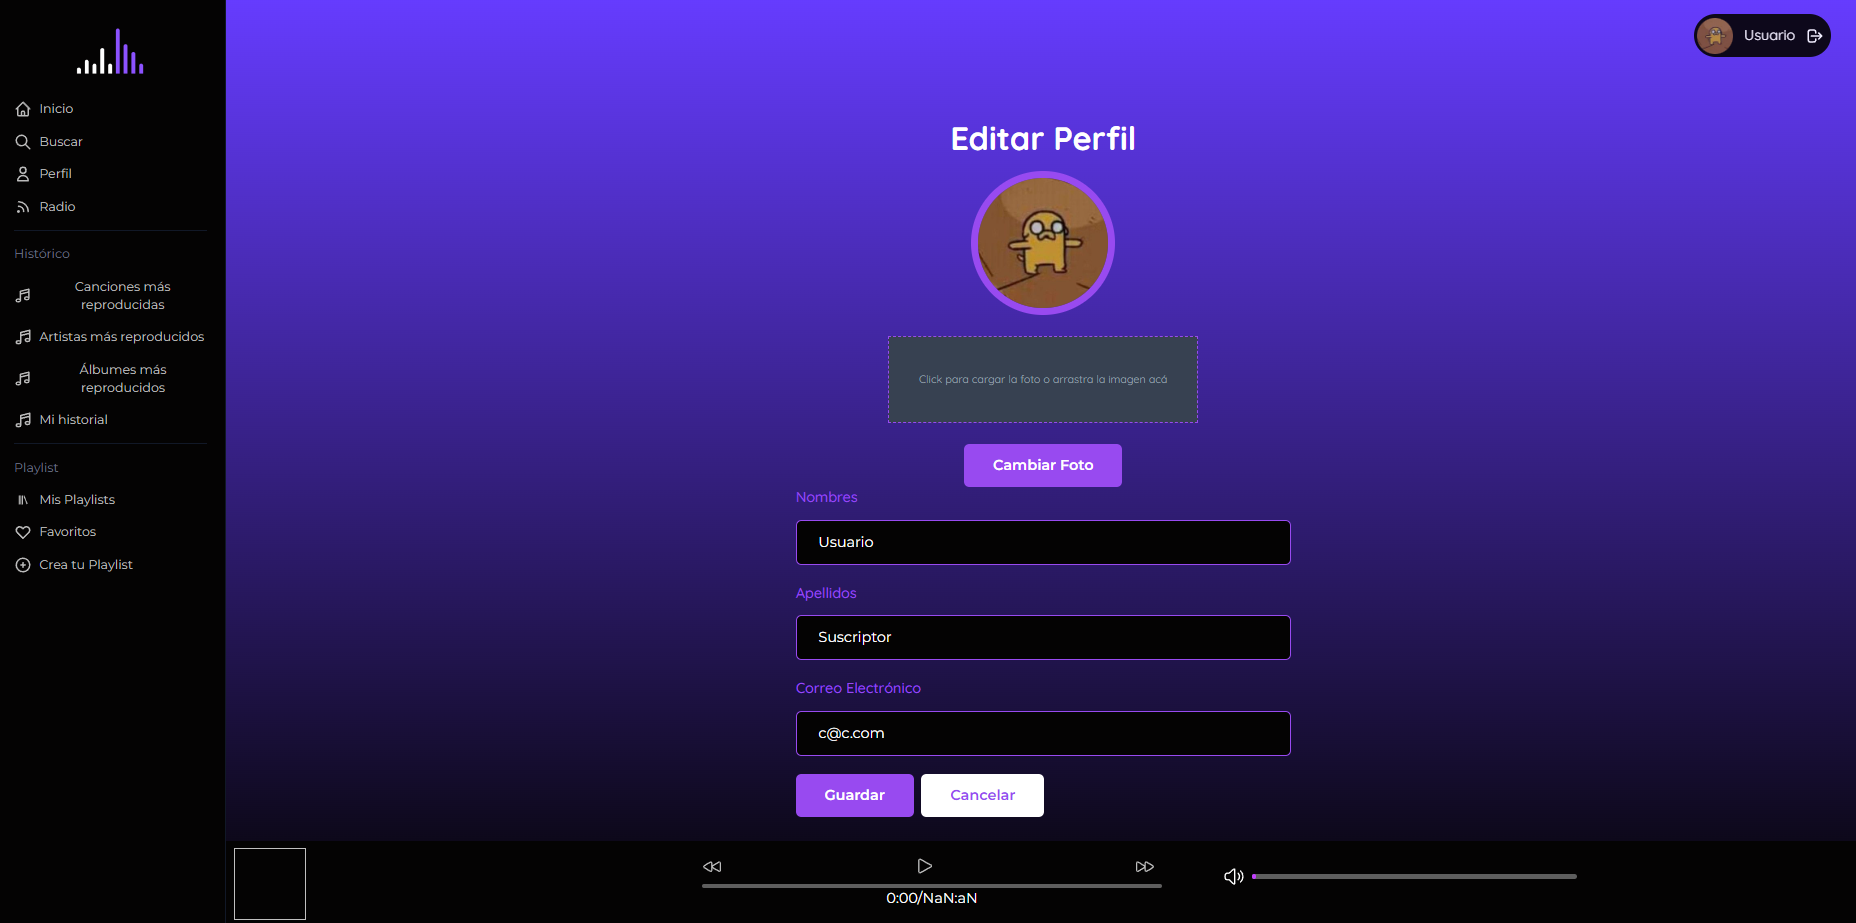 Inicio
Buscar
Perfil
Radio
Histórico
Canciones más
reproducidas
Artistas más reproducidos
Álbumes más
reproducidos
Mi historial
Playlist
Mis Playlists
Favoritos
Crea tu Playlist
Usuario
Editar Perfil
Click para cargar la foto o arrastra la imagen acá
Cambiar Foto
Nombres
Usuario
Apellidos
Suscriptor
Correo Electrónico
c@c.com
Guardar Cancelar
0:00/NaN:aN